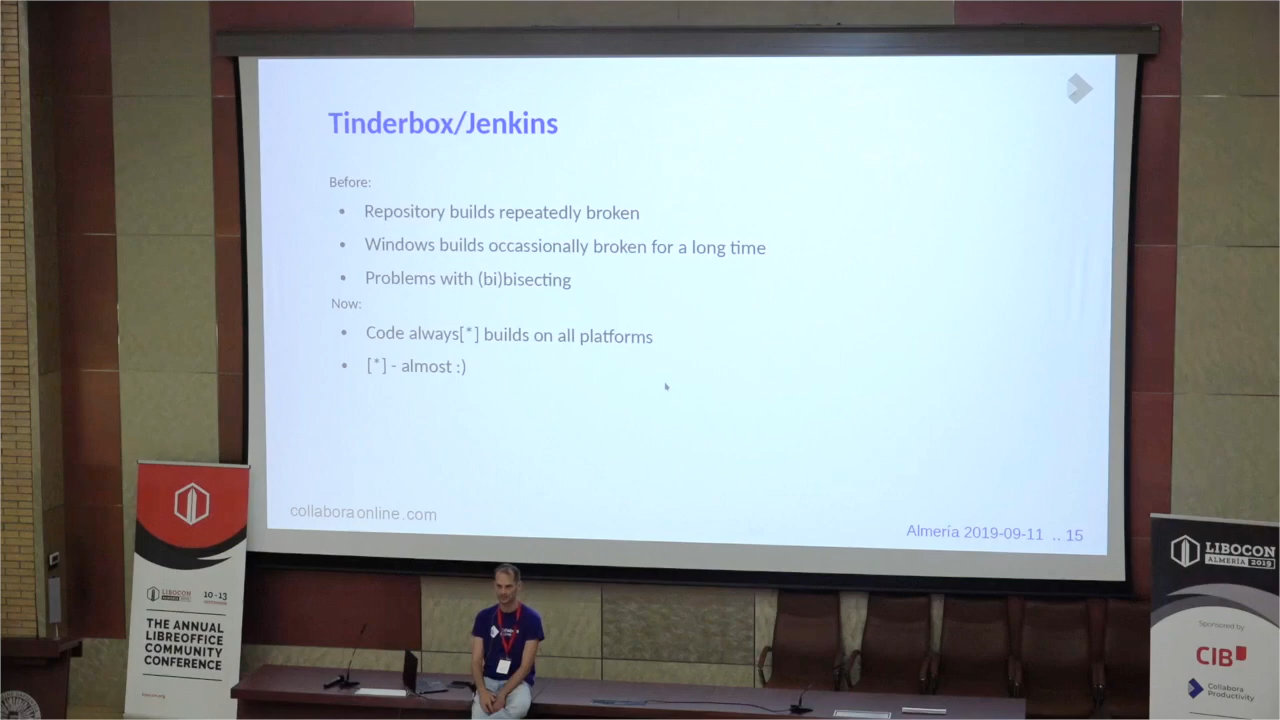 Tinderbox/Jenkins
Before:
• Repository builds repeatedly broken
• Windows builds occassionally broken for a long time
• Problems with (bi)bisecting
Now:
• Code always[*] builds on all platforms
• [*] - almost :)
collaboraonline.com
Almería 2019-09-11 .. 15
LIBOCON
10-13
THE ANNUAL
LIBREOFFICE
COMMUNITY
CONFERENCE
LIBOCON
ALMERÍA 2019
Sponsored by
CIB
Collabora
Productivity